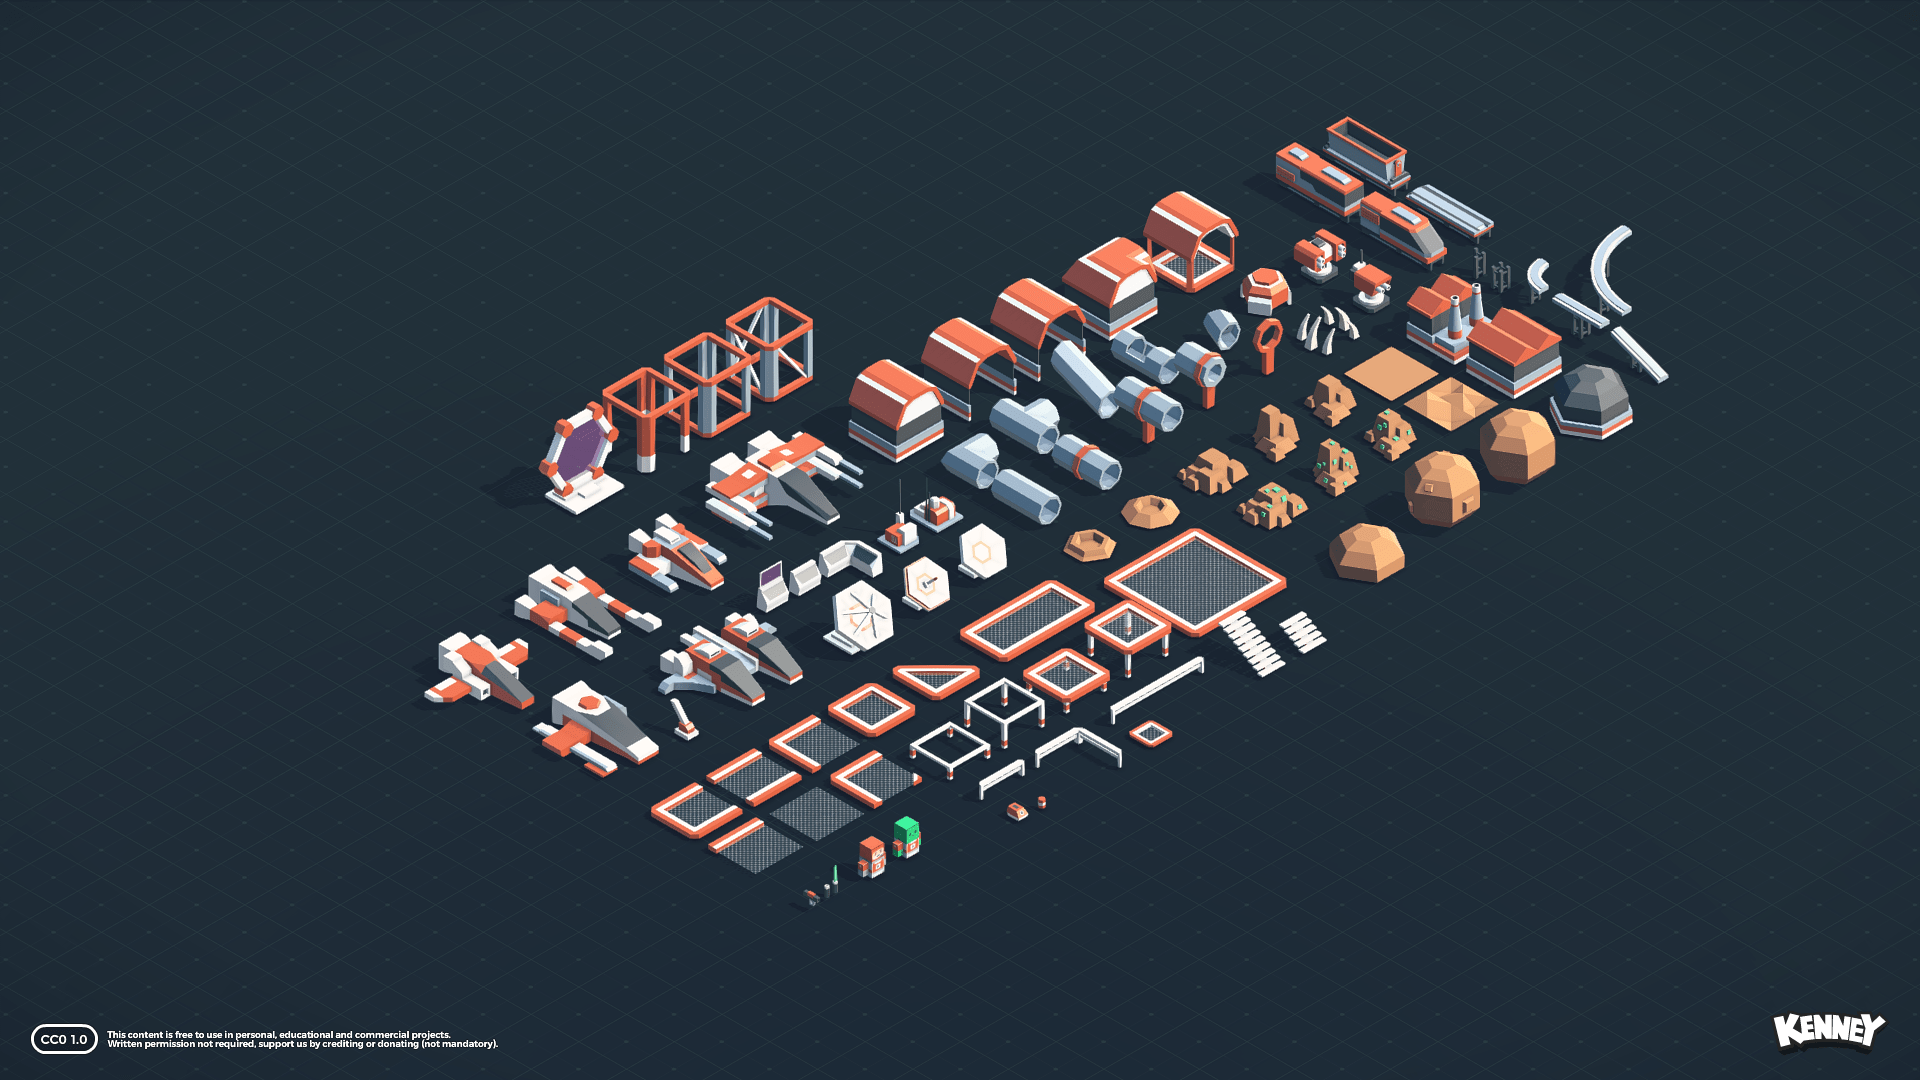 CC0 1.0
This content is free to use in personal, educational and commercial projects.
Written permission not required, support us by crediting or donating (not mandatory).
KENNEY